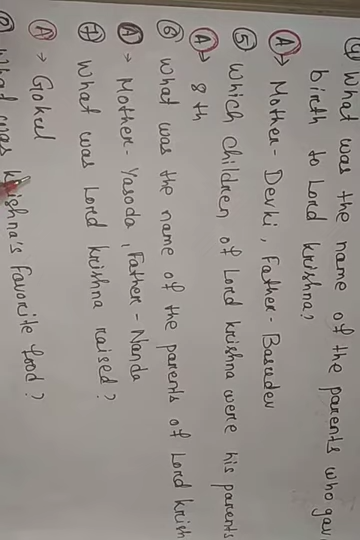 ④ What was the name of the parents who gav
birth to Lord krishna?
Ⓐ → Mother - Devki, Father - Basudev
⑤ Which children of Lord krishna were his parents
Ⓐ → 8th
⑥ What was the name of the parents of Lord krish
Ⓐ → Mother - Yasoda, Father - Nanda
⑦ What was Lord krishna raised?
Ⓐ → Gokul
What was krishna's favorite food?